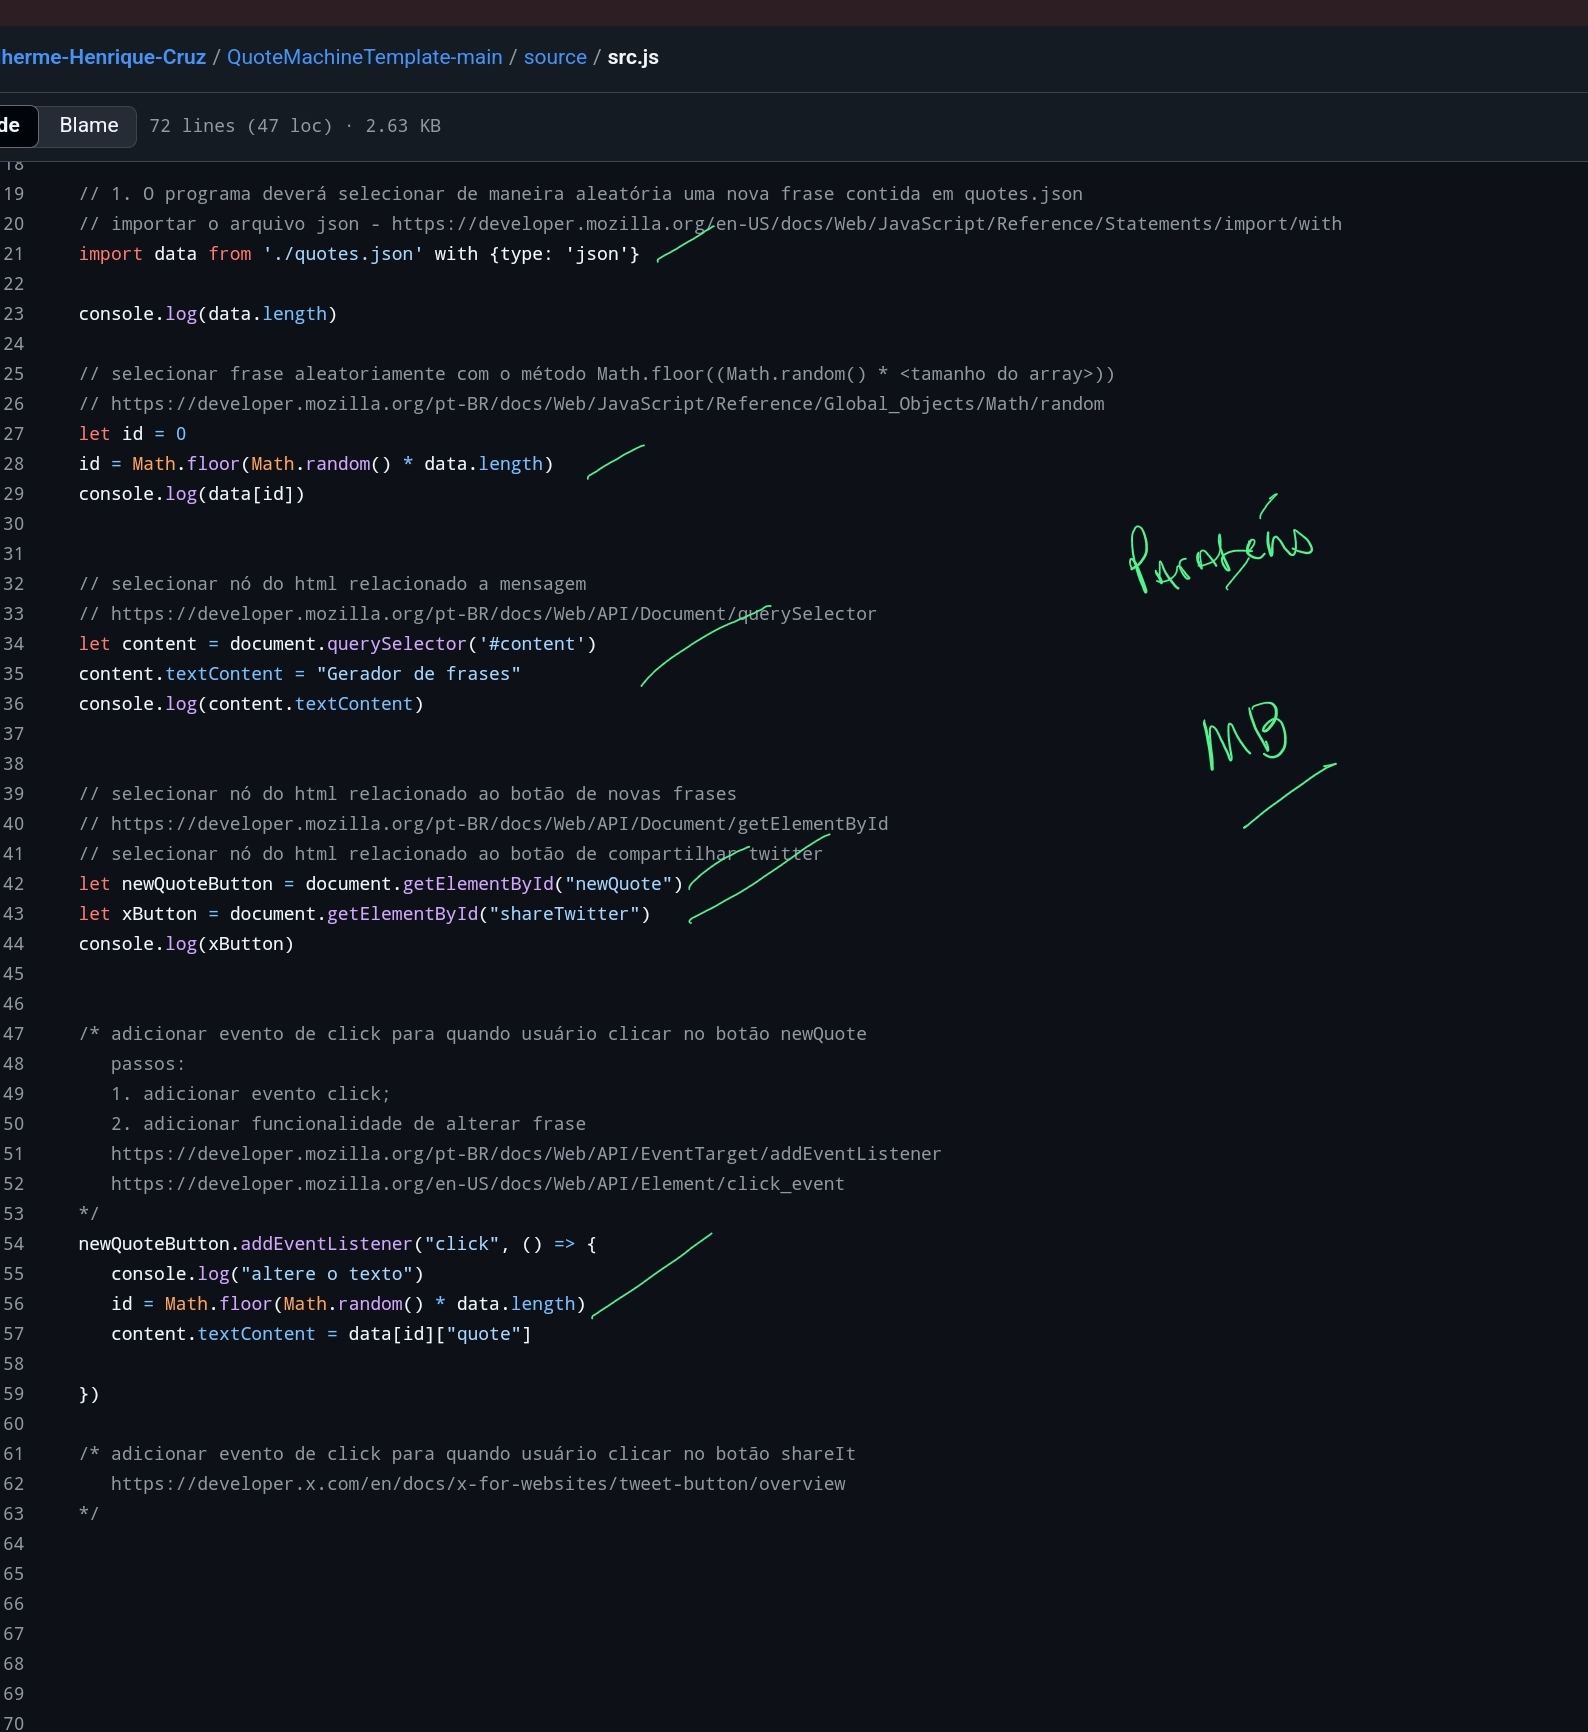 herme-Henrique-Cruz / QuoteMachineTemplate-main / source / src.js
de Blame 72 lines (47 loc) · 2.63 KB
18
19 // 1. O programa deverá selecionar de maneira aleatória uma nova frase contida em quotes.json
20 // importar o arquivo json - https://developer.mozilla.org/en-US/docs/Web/JavaScript/Reference/Statements/import/with
21 import data from './quotes.json' with {type: 'json'}
22
23 console.log(data.length)
24
25 // selecionar frase aleatoriamente com o método Math.floor((Math.random() * <tamanho do array>))
26 // https://developer.mozilla.org/pt-BR/docs/Web/JavaScript/Reference/Global_Objects/Math/random
27 let id = 0
28 id = Math.floor(Math.random() * data.length)
29 console.log(data[id])
30
31
Parabéns
32 // selecionar nó do html relacionado a mensagem
33 // https://developer.mozilla.org/pt-BR/docs/Web/API/Document/querySelector
34 let content = document.querySelector('#content')
35 content.textContent = "Gerador de frases"
36 console.log(content.textContent)
37
MB
38
39 // selecionar nó do html relacionado ao botão de novas frases
40 // https://developer.mozilla.org/pt-BR/docs/Web/API/Document/getElementById
41 // selecionar nó do html relacionado ao botão de compartilhar twitter
42 let newQuoteButton = document.getElementById("newQuote")
43 let xButton = document.getElementById("shareTwitter")
44 console.log(xButton)
45
46
47 /* adicionar evento de click para quando usuário clicar no botão newQuote
48 passos:
49 1. adicionar evento click;
50 2. adicionar funcionalidade de alterar frase
51 https://developer.mozilla.org/pt-BR/docs/Web/API/EventTarget/addEventListener
52 https://developer.mozilla.org/en-US/docs/Web/API/Element/click_event
53 */
54 newQuoteButton.addEventListener("click", () => {
55 console.log("altere o texto")
56 id = Math.floor(Math.random() * data.length)
57 content.textContent = data[id]["quote"]
58
59 })
60
61 /* adicionar evento de click para quando usuário clicar no botão shareIt
62 https://developer.x.com/en/docs/x-for-websites/tweet-button/overview
63 */
64
65
66
67
68
69
70